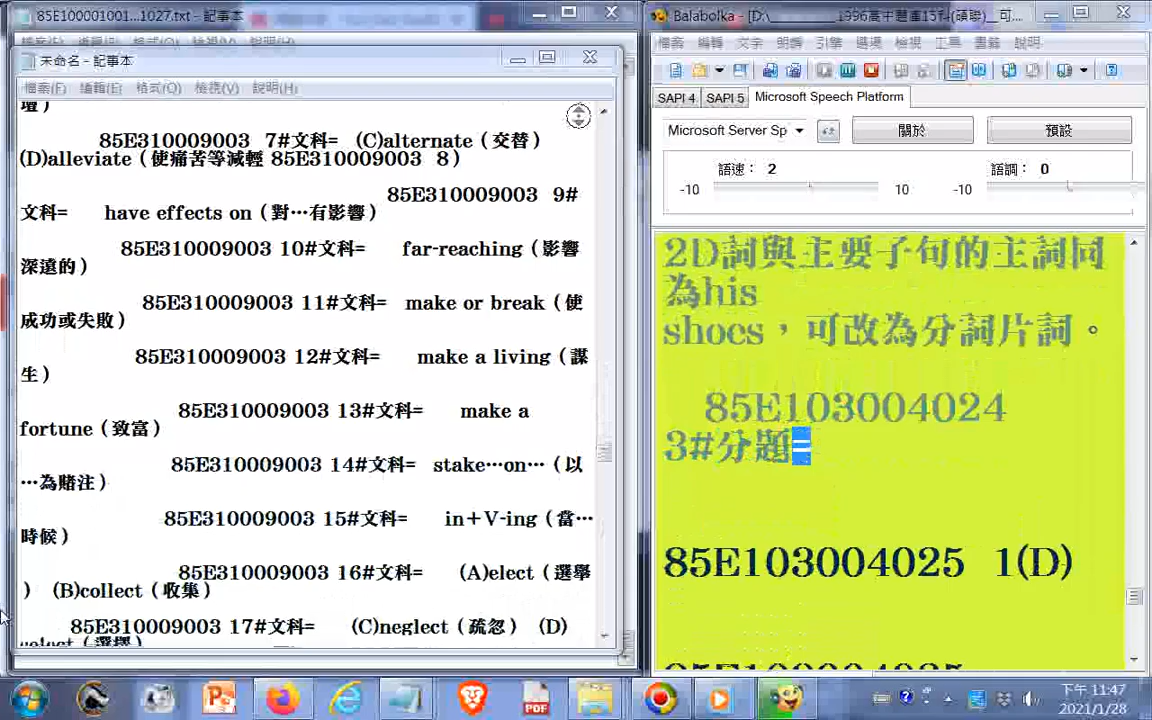 85E100001001...1027.txt - 記事本
未命名 - 記事本
檔案(F) 編輯(E) 格式(O) 檢視(V) 說明(H)
壇）
85E310009003 7#文科= (C)alternate（交替）
(D)alleviate（使痛苦等減輕 85E310009003 8）
85E310009003 9#
文科= have effects on（對…有影響）
85E310009003 10#文科= far-reaching（影響
深遠的）
85E310009003 11#文科= make or break（使
成功或失敗）
85E310009003 12#文科= make a living（謀
生）
85E310009003 13#文科= make a
fortune（致富）
85E310009003 14#文科= stake…on…（以
…為賭注）
85E310009003 15#文科= in＋V-ing（當…
時候）
85E310009003 16#文科= (A)elect（選舉
） (B)collect（收集）
85E310009003 17#文科= (C)neglect（疏忽） (D)
select（選擇）
Balabolka - [D:\
檔案 編輯 文字 朗讀 引擎 選項 檢視 工具 書籤 說明
SAPI 4 SAPI 5 Microsoft Speech Platform
Microsoft Server Sp 關於 預設
語速： 2 語調： 0
-10 10 -10
2D詞與主要子句的主詞同
為his
shoes，可改為分詞片詞。
85E103004024
3#分題=
85E103004025 1(D)
下午 11:47
2021/1/28